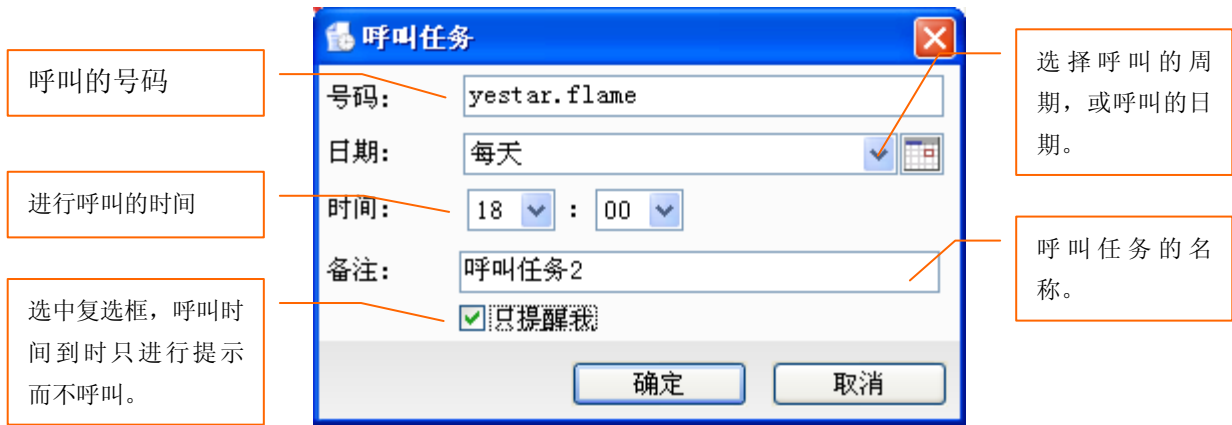 呼叫任务
呼叫的号码
号码:
yestar.flame
选择呼叫的周
期，或呼叫的日
期。
日期:
每天
进行呼叫的时间
时间:
18 : 00
呼叫任务的名
称。
备注:
呼叫任务2
选中复选框，呼叫时
间到时只进行提示
而不呼叫。
只提醒我
确定
取消